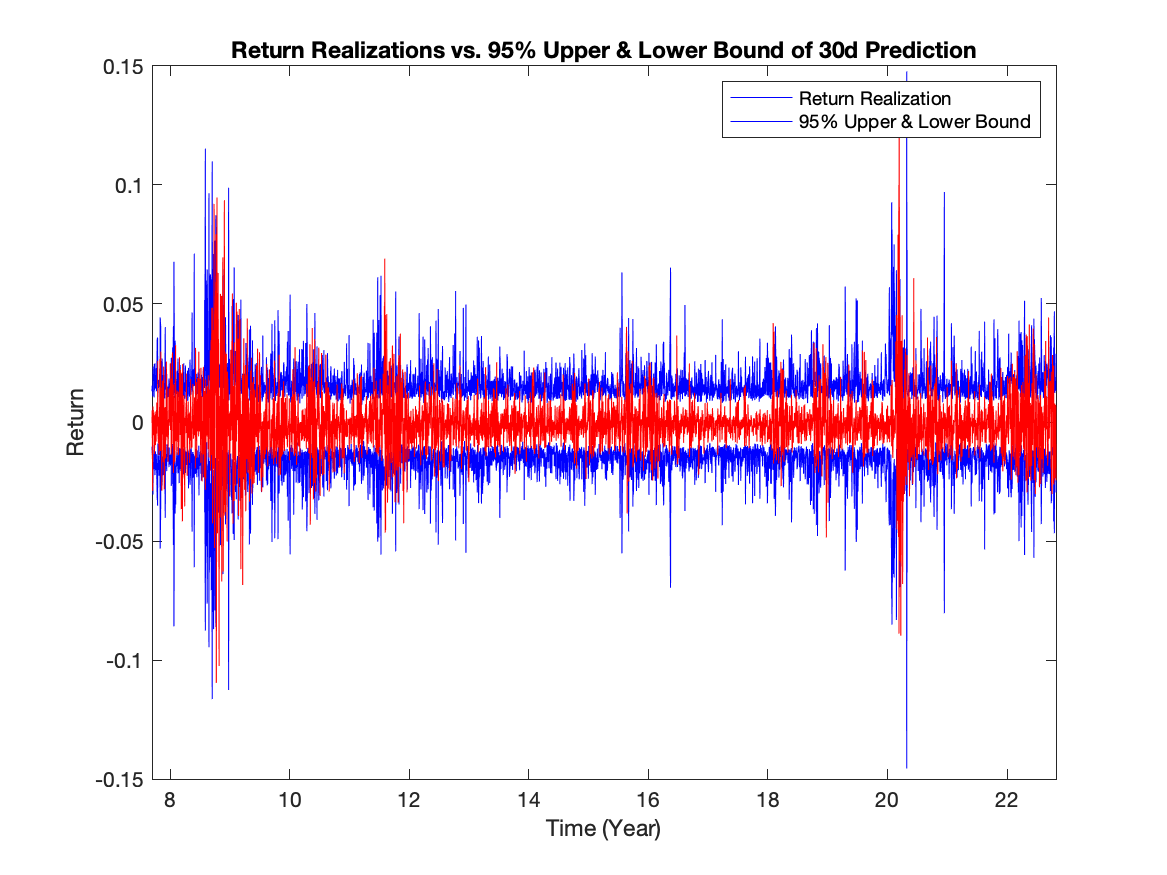 Return Realizations vs. 95% Upper & Lower Bound of 30d Prediction
0.15
0.1
0.05
0
-0.05
-0.1
-0.15
Return
Return Realization
95% Upper & Lower Bound
8 10 12 14 16 18 20 22
Time (Year)